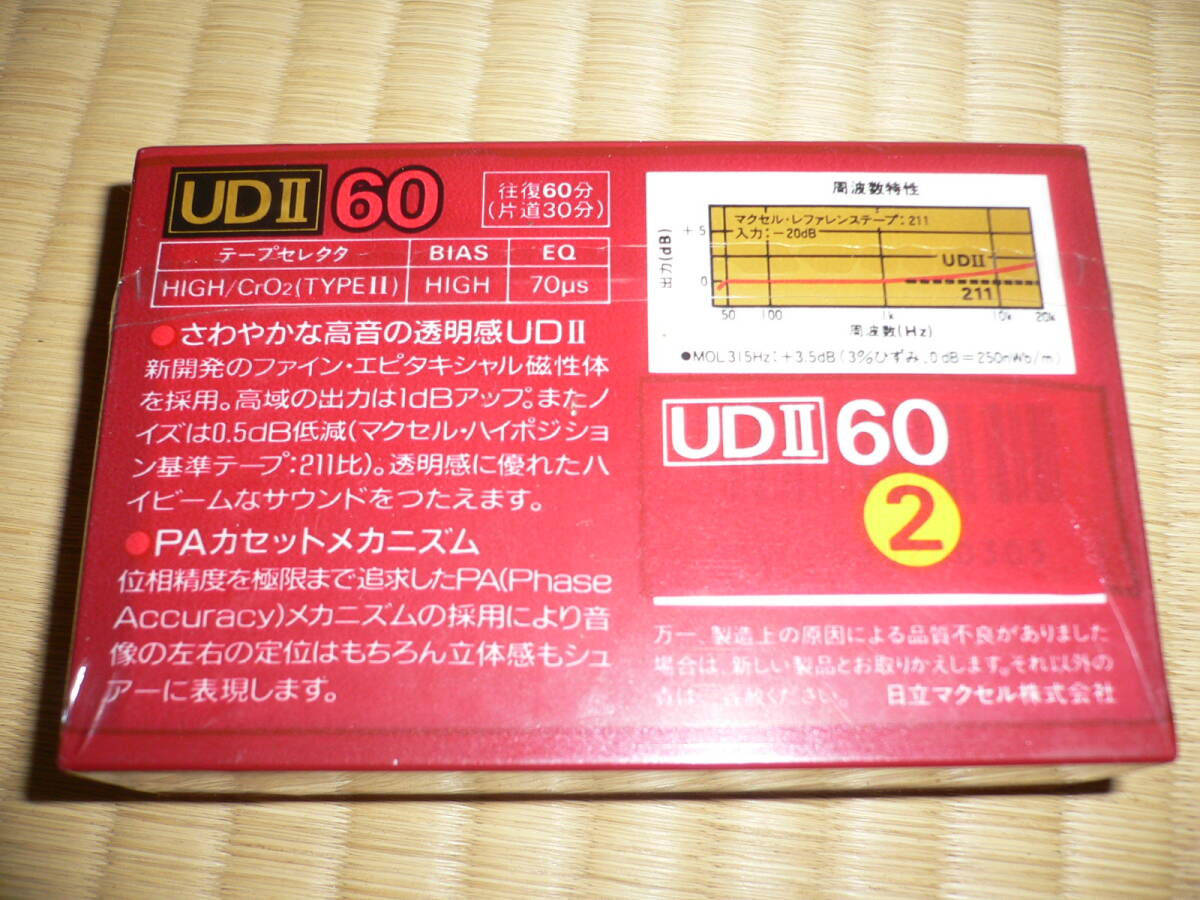 UDⅡ 60 往復60分
(片道30分)
テープセレクタ BIAS EQ
HIGH/CrO2(TYPEⅡ) HIGH 70μs
●さわやかな高音の透明感UDⅡ
新開発のファイン・エピタキシャル磁性体
を採用。高域の出力は1dBアップ。またノ
イズは0.5dB低減(マクセル・ハイポジショ
ン基準テープ:211比)。透明感に優れたハ
イビームなサウンドをつたえます。
●PAカセットメカニズム
位相精度を極限まで追求したPA(Phase
Accuracy)メカニズムの採用により音
像の左右の定位はもちろん立体感もシュ
アーに表現します。
周波数特性
マクセル・レファレンステープ:211
入力:-20dB
出力(dB)
+5
0
UDⅡ
211
50 100 1k 10k 20k
周波数(Hz)
●MOL315Hz:+3.5dB(3%ひずみ、0dB=250nWb/m)
UDⅡ 60
2
万一、製造上の原因による品質不良がありました
場合は、新しい製品とお取りかえします。それ以外の
ください。 日立マクセル株式会社